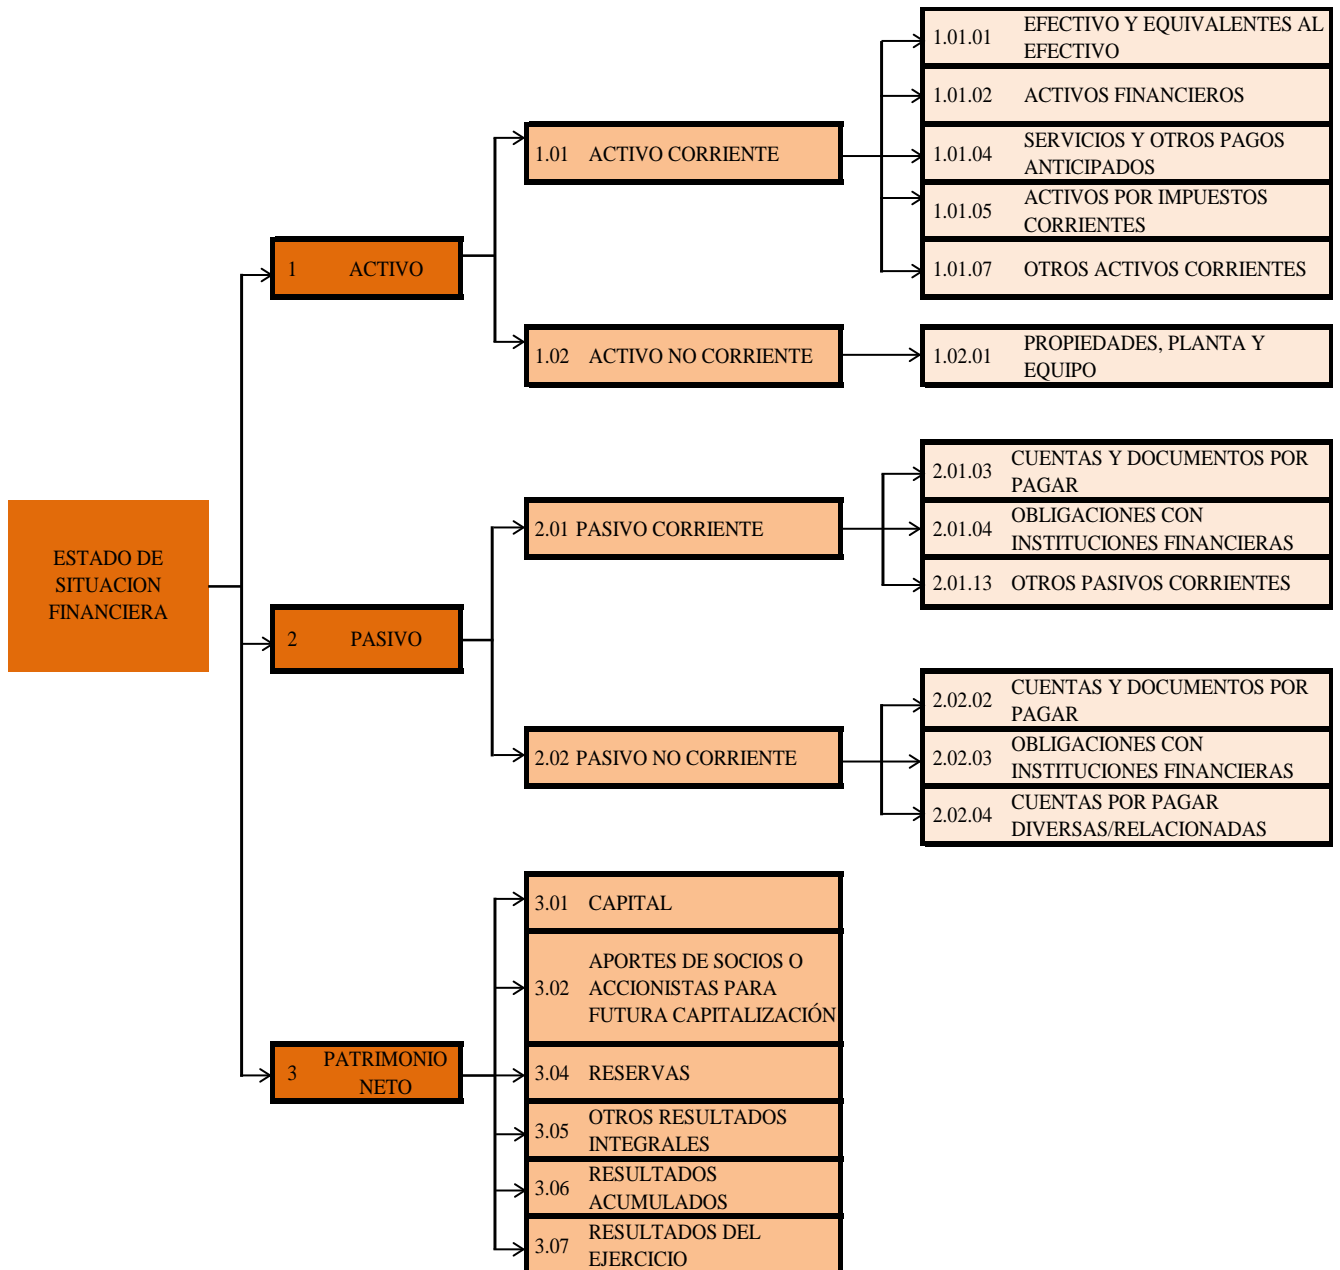 ESTADO DE
SITUACION
FINANCIERA
1 ACTIVO
1.01 ACTIVO CORRIENTE
1.01.01 EFECTIVO Y EQUIVALENTES AL
EFECTIVO
1.01.02 ACTIVOS FINANCIEROS
1.01.04 SERVICIOS Y OTROS PAGOS
ANTICIPADOS
1.01.05 ACTIVOS POR IMPUESTOS
CORRIENTES
1.01.07 OTROS ACTIVOS CORRIENTES
1.02 ACTIVO NO CORRIENTE
1.02.01 PROPIEDADES, PLANTA Y
EQUIPO
2 PASIVO
2.01 PASIVO CORRIENTE
2.01.03 CUENTAS Y DOCUMENTOS POR
PAGAR
2.01.04 OBLIGACIONES CON
INSTITUCIONES FINANCIERAS
2.01.13 OTROS PASIVOS CORRIENTES
2.02 PASIVO NO CORRIENTE
2.02.02 CUENTAS Y DOCUMENTOS POR
PAGAR
2.02.03 OBLIGACIONES CON
INSTITUCIONES FINANCIERAS
2.02.04 CUENTAS POR PAGAR
DIVERSAS/RELACIONADAS
3 PATRIMONIO
NETO
3.01 CAPITAL
3.02 APORTES DE SOCIOS O
ACCIONISTAS PARA
FUTURA CAPITALIZACIÓN
3.04 RESERVAS
3.05 OTROS RESULTADOS
INTEGRALES
3.06 RESULTADOS
ACUMULADOS
3.07 RESULTADOS DEL
EJERCICIO